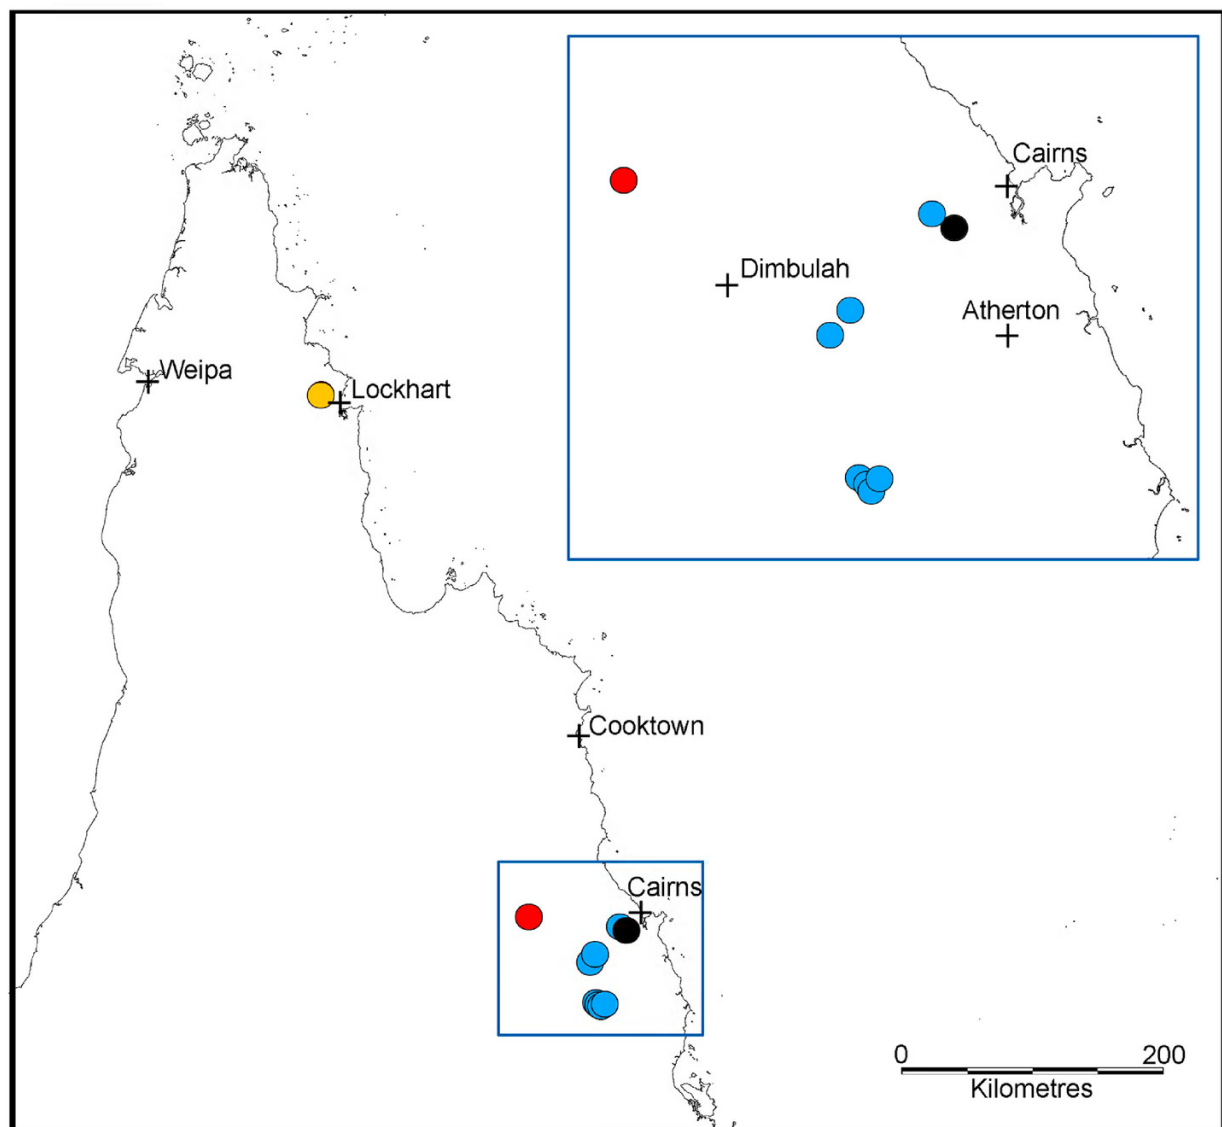 Cairns
Dimbulah
Atherton
Weipa
Lockhart
Cooktown
Cairns
0 200
Kilometres